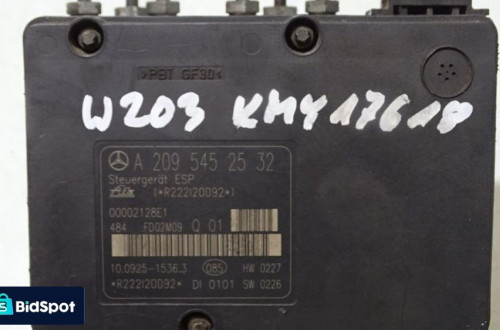 >PBT GF30<
W203 KMY17618
A 209 545 25 32
Steuergerät ESP
(*R222120092*)
00002128E1
484 FD02M09 Q 01
10.0925-1536.3 085 HW 0227
*R222120092* DI 0101 SW 0226
BidSpot